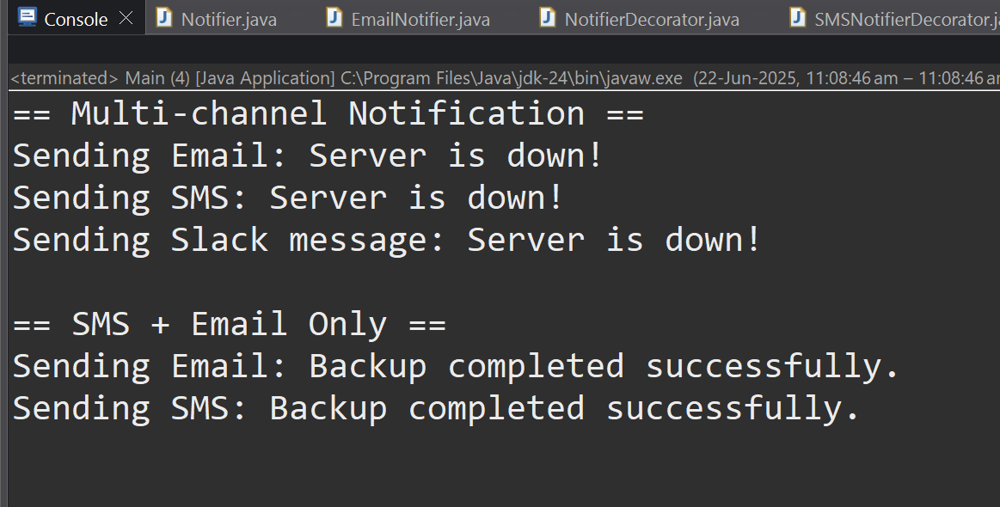 Console Notifier.java EmailNotifier.java NotifierDecorator.java SMSNotifierDecorator.j
<terminated> Main (4) [Java Application] C:\Program Files\Java\jdk-24\bin\javaw.exe (22-Jun-2025, 11:08:46 am – 11:08:46 am
== Multi-channel Notification ==
Sending Email: Server is down!
Sending SMS: Server is down!
Sending Slack message: Server is down!

== SMS + Email Only ==
Sending Email: Backup completed successfully.
Sending SMS: Backup completed successfully.